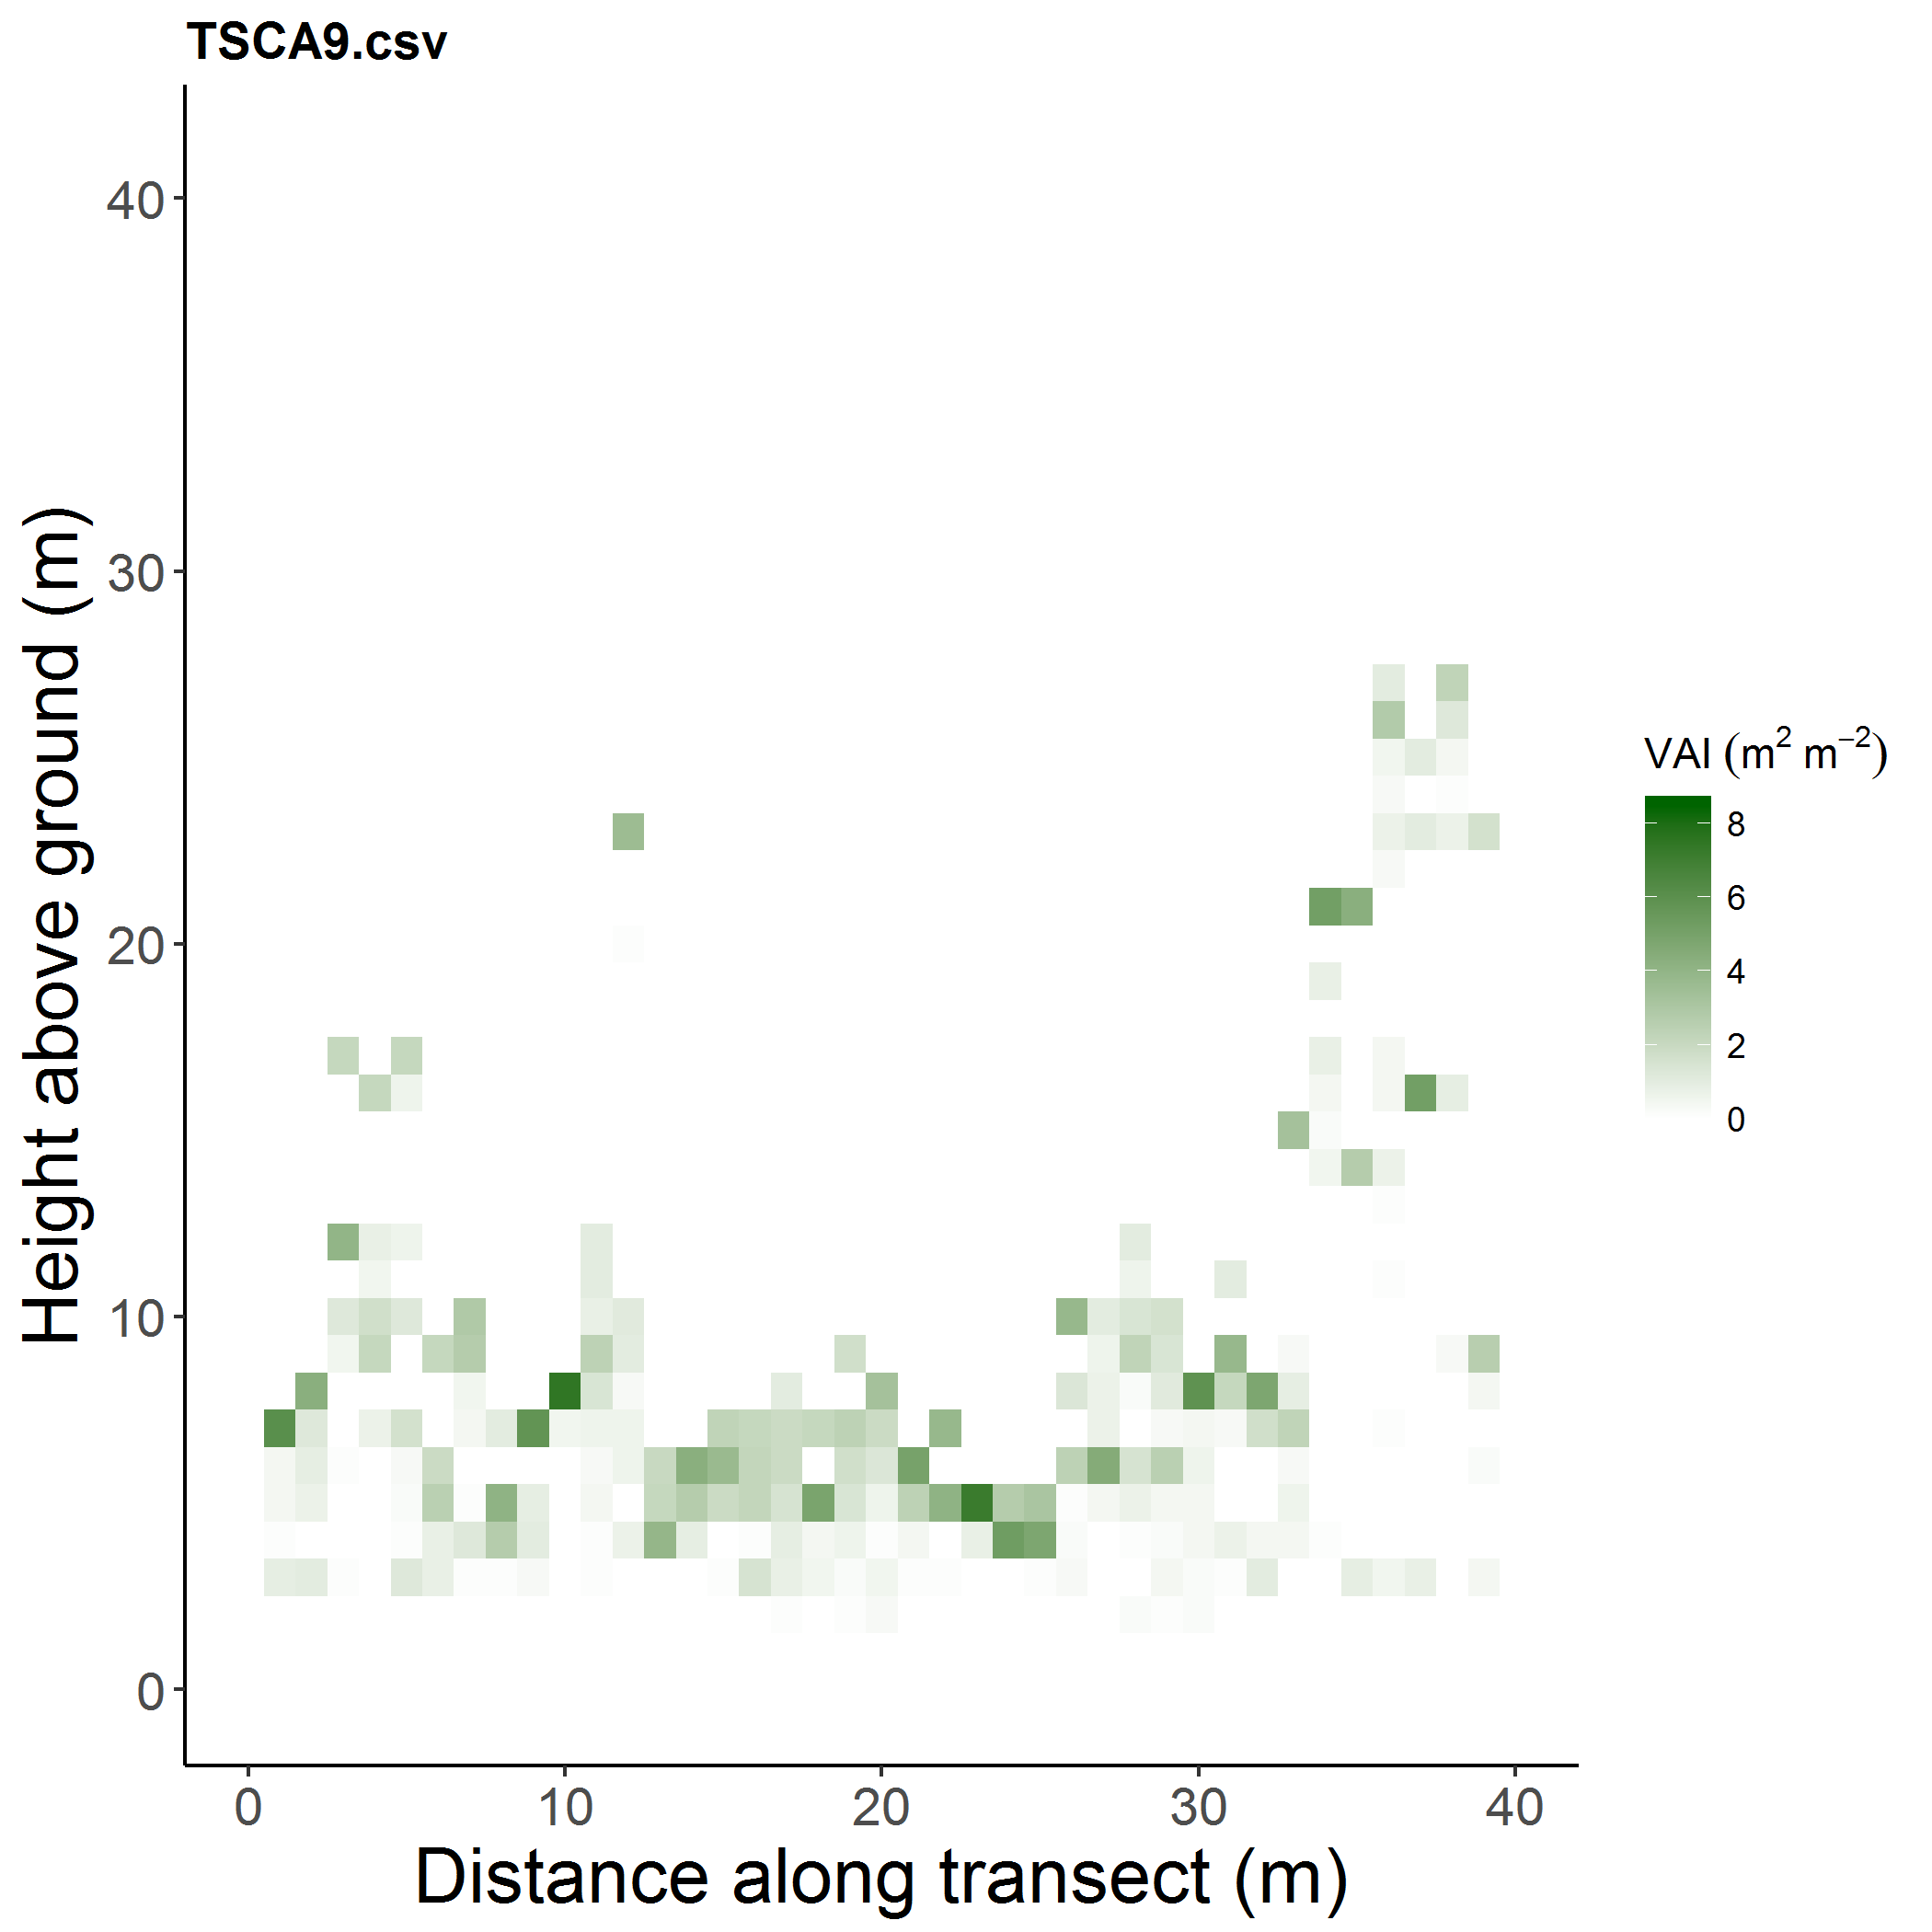 TSCA9.csv
Height above ground (m)
40
30
20
10
0
0 10 20 30 40
Distance along transect (m)
VAI (m² m⁻²)
8
6
4
2
0